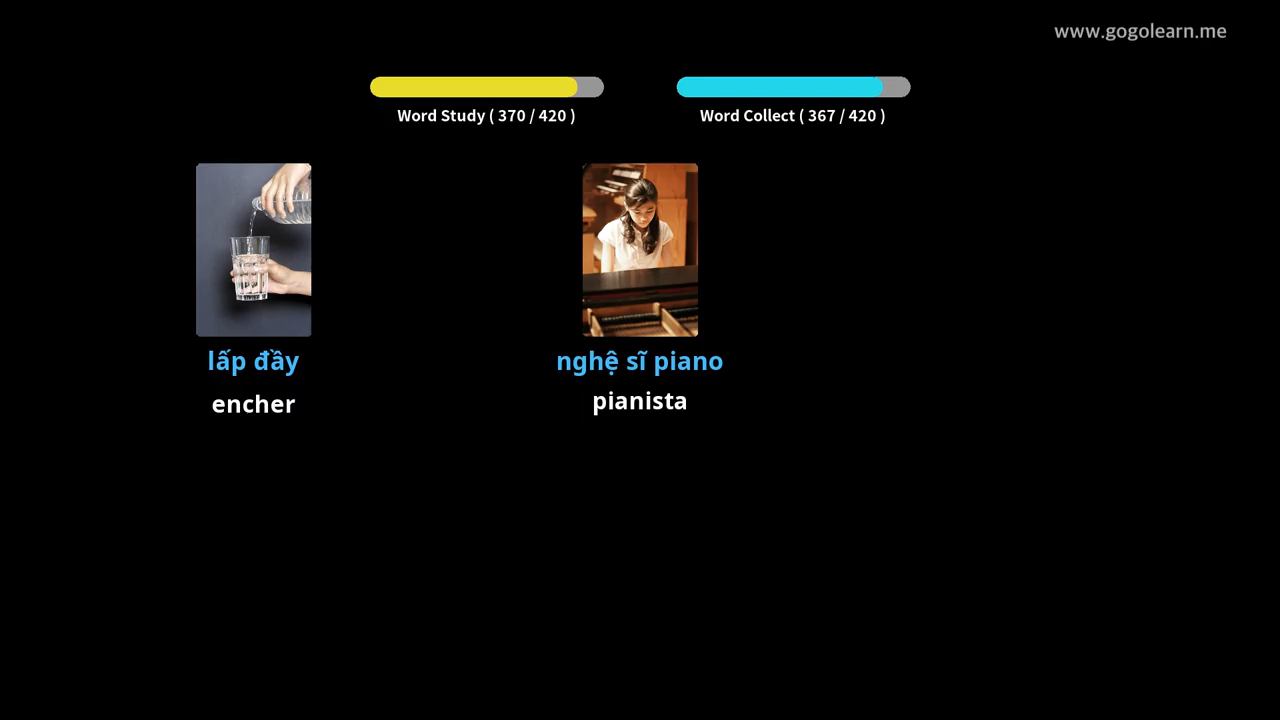 www.gogolearn.me
Word Study ( 370 / 420 )
Word Collect ( 367 / 420 )
lấp đầy
encher
nghệ sĩ piano
pianista